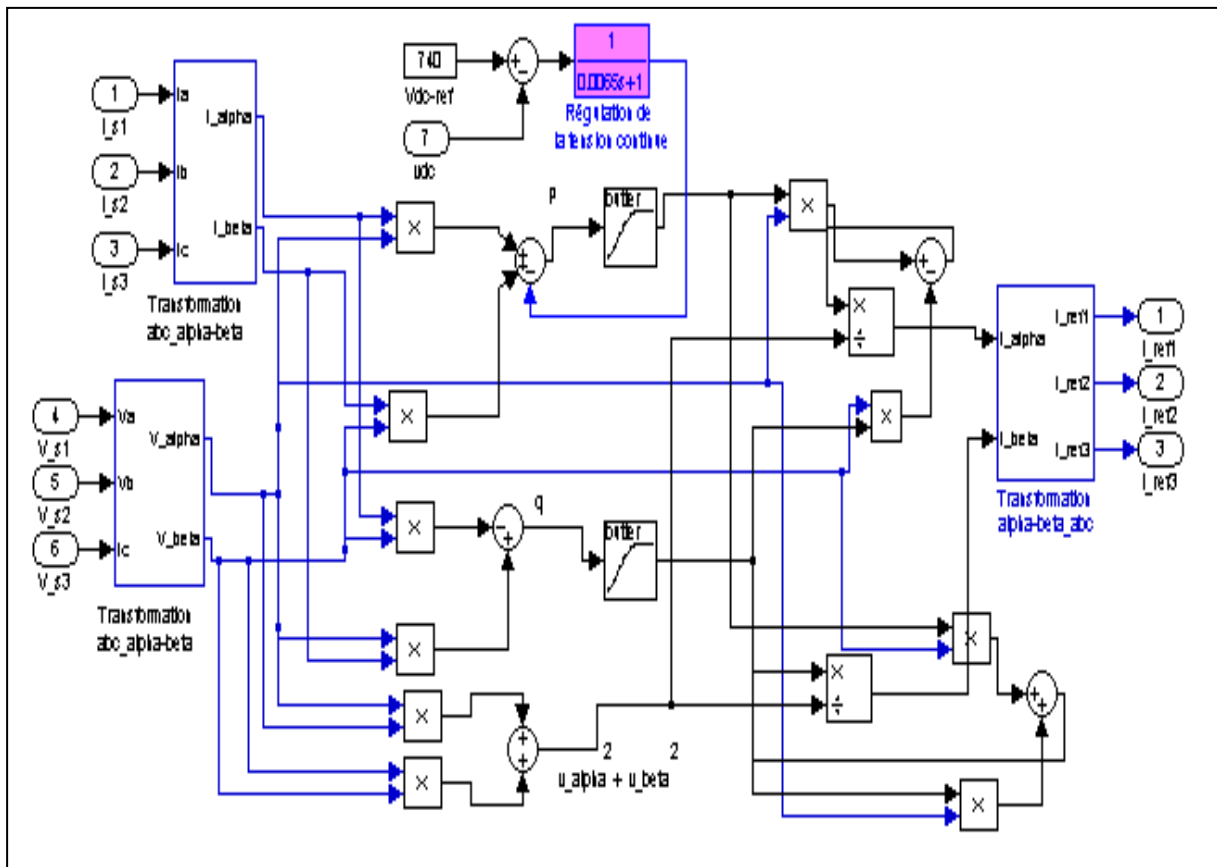 1
I_s1
2
I_s2
3
I_s3
Ia
Ib
Ic
I_alpha
I_beta
Transformation
abc_alpha-beta
740
Vdc-ref
7
udc
1
0.0065s+1
Régulation de
la tension continue
4
V_s1
5
V_s2
6
V_s3
Va
Vb
Ic
V_alpha
V_beta
Transformation
abc_alpha-beta
×
×
×
×
×
×
+
+
-
+
-
-
+
+
+
p
q
butter
butter
2 2
u_alpha + u_beta
×
×
×
÷
×
÷
×
×
+
-
+
+
I_alpha
I_beta
I_ref1
I_ref2
I_ref3
Transformation
alpha-beta_abc
1
I_ref1
2
I_ref2
3
I_ref3